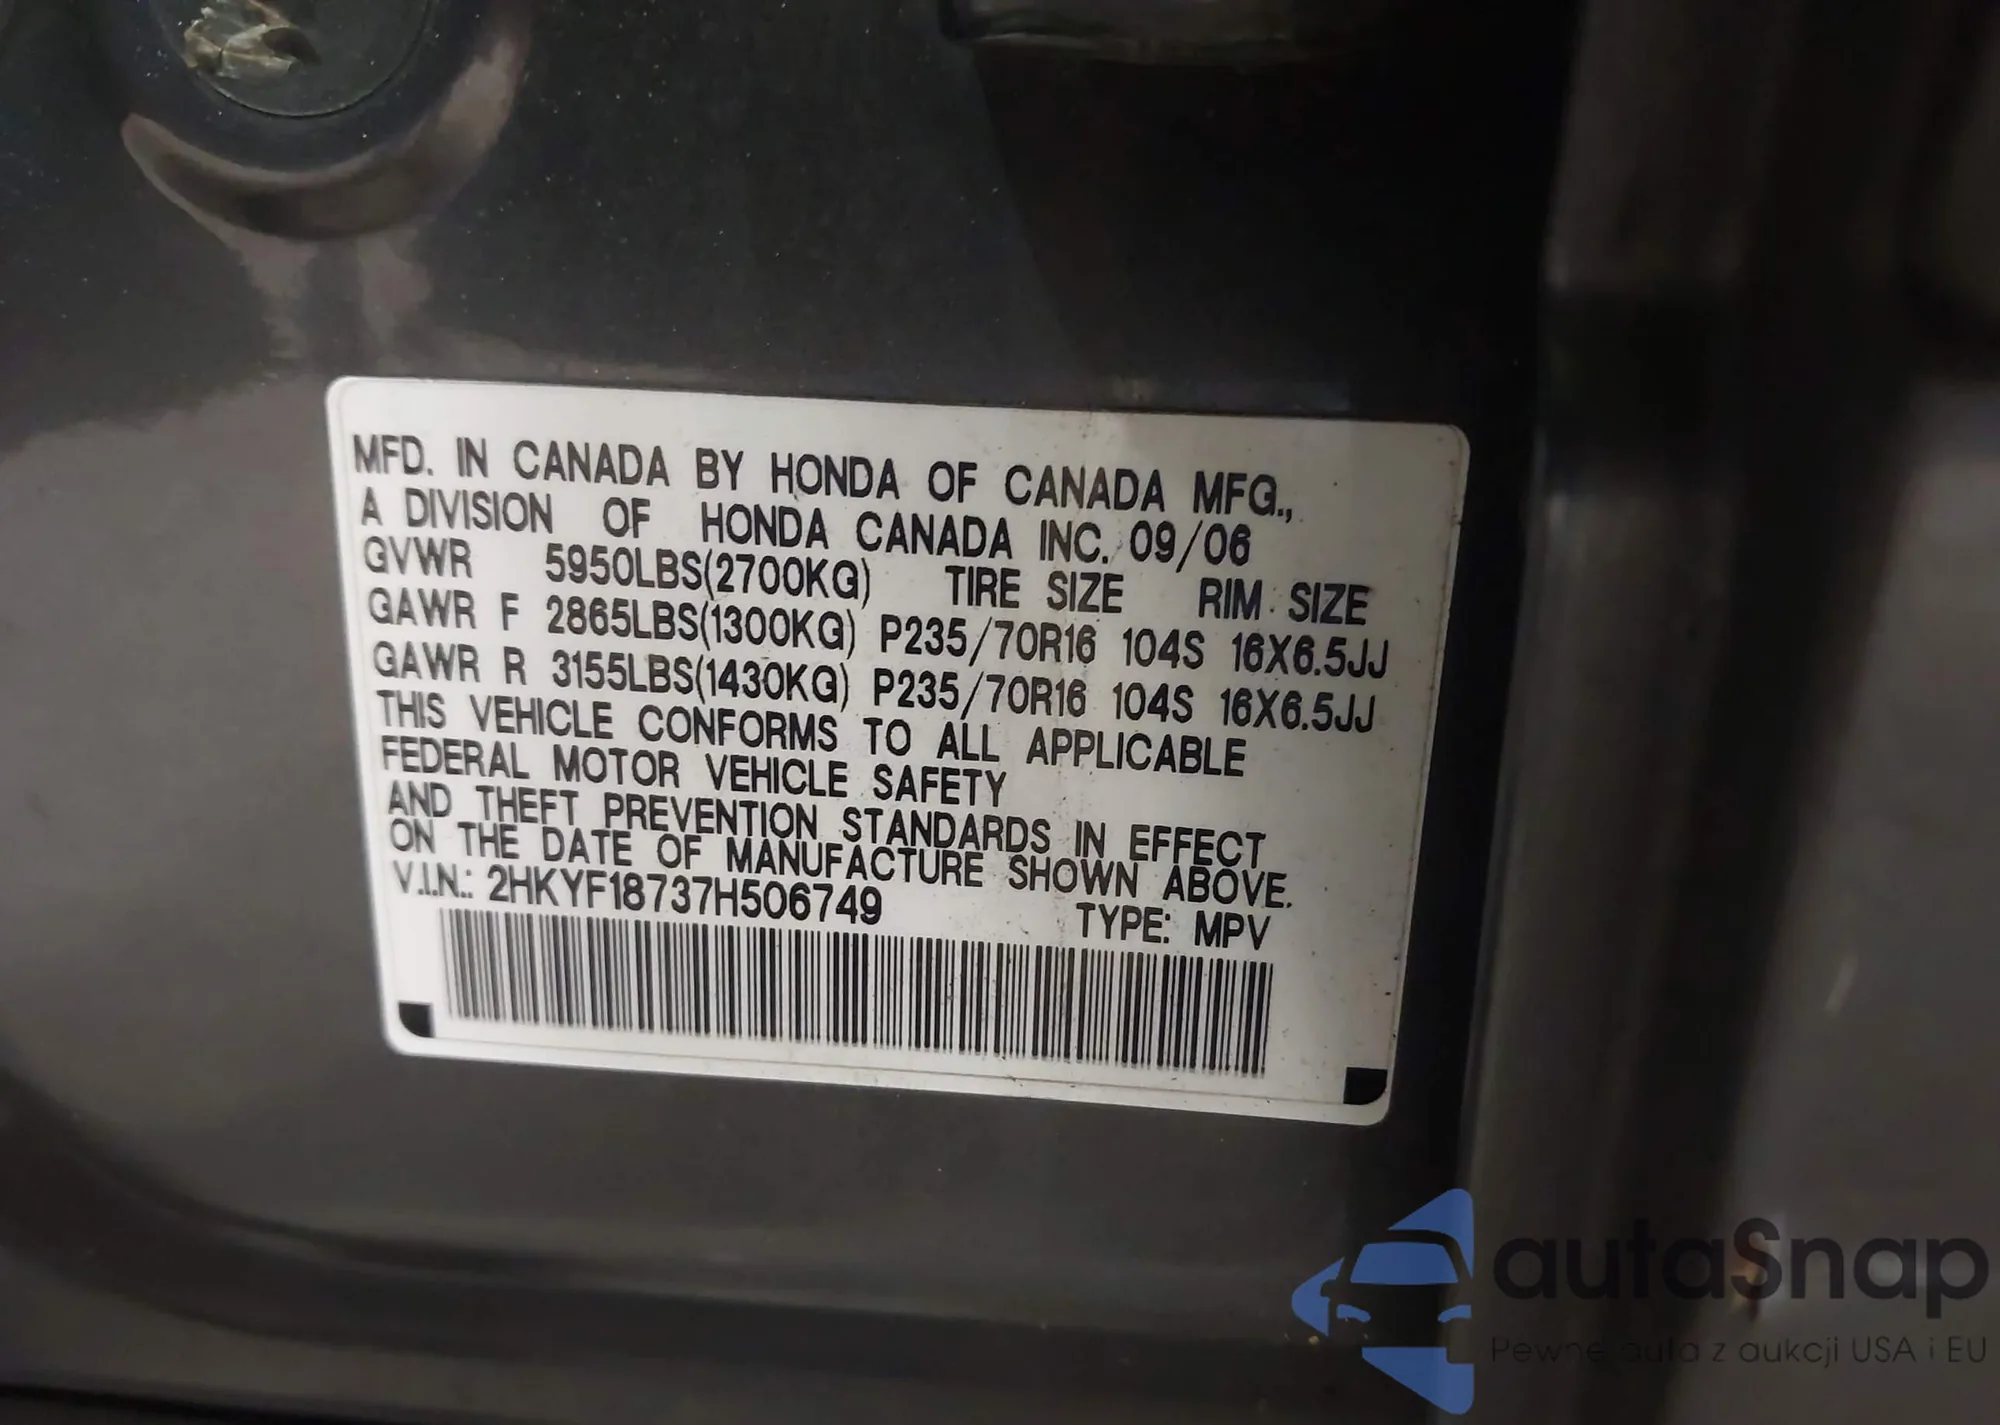 MFD. IN CANADA BY HONDA OF CANADA MFG.,
A DIVISION OF HONDA CANADA INC. 09/06
GVWR 5950LBS(2700KG) TIRE SIZE RIM SIZE
GAWR F 2865LBS(1300KG) P235/70R16 104S 16X6.5JJ
GAWR R 3155LBS(1430KG) P235/70R16 104S 16X6.5JJ
THIS VEHICLE CONFORMS TO ALL APPLICABLE
FEDERAL MOTOR VEHICLE SAFETY
AND THEFT PREVENTION STANDARDS IN EFFECT
ON THE DATE OF MANUFACTURE SHOWN ABOVE.
V.I.N.: 2HKYF18737H506749 TYPE: MPV
autaSnap
Pewne auta z aukcji USA i EU